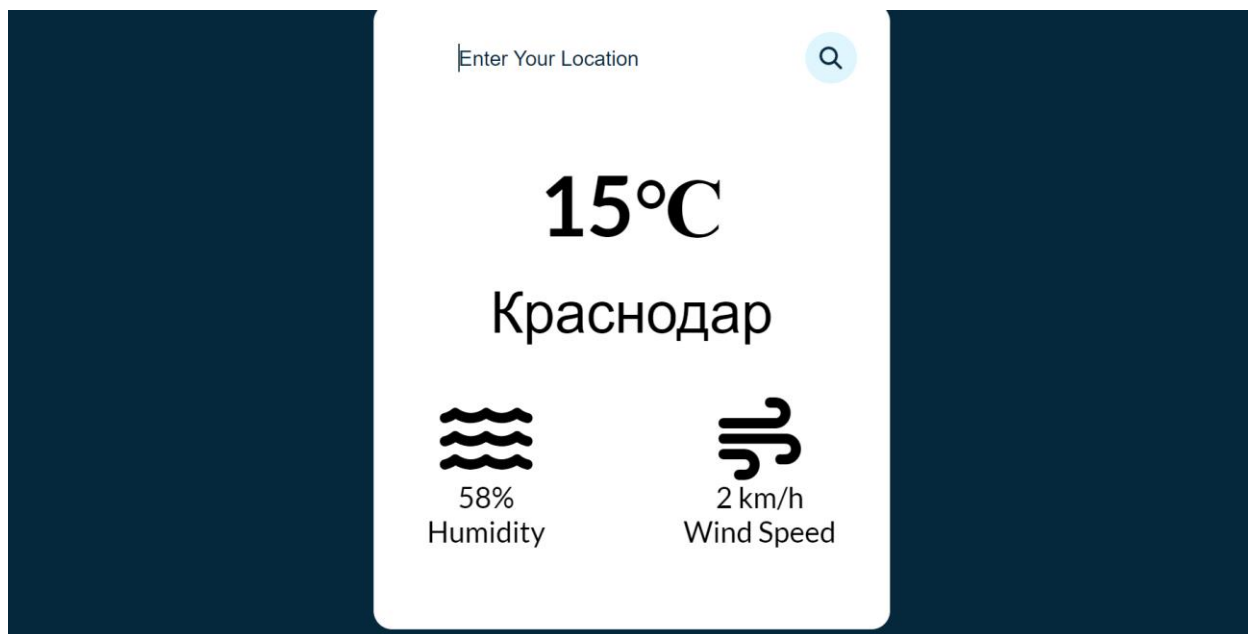 Enter Your Location
15°C
Краснодар
58%
Humidity
2 km/h
Wind Speed